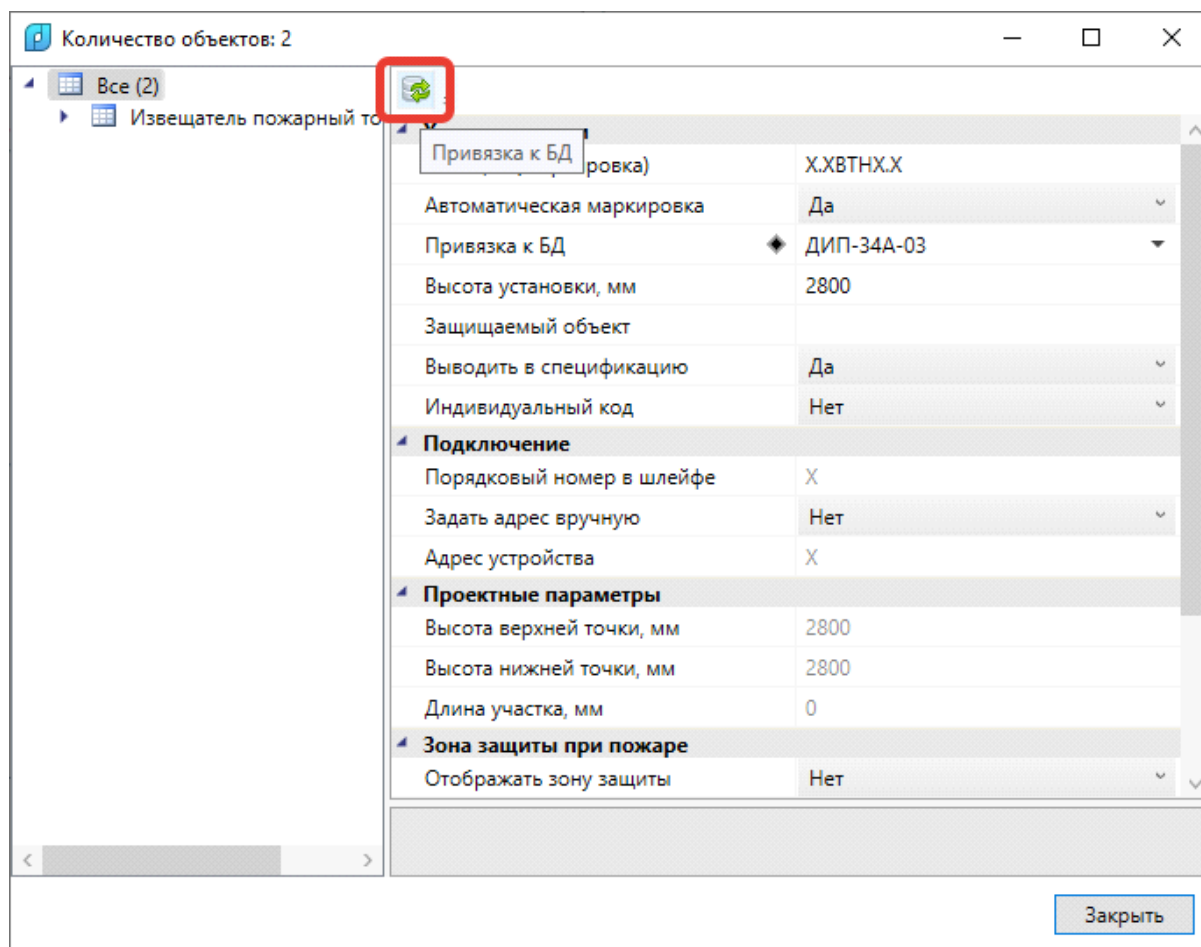 Количество объектов: 2
Все (2)
Извещатель пожарный то
Привязка к БД
ровка) X.XBTHX.X
Автоматическая маркировка Да
Привязка к БД ДИП-34А-03
Высота установки, мм 2800
Защищаемый объект
Выводить в спецификацию Да
Индивидуальный код Нет
Подключение
Порядковый номер в шлейфе X
Задать адрес вручную Нет
Адрес устройства X
Проектные параметры
Высота верхней точки, мм 2800
Высота нижней точки, мм 2800
Длина участка, мм 0
Зона защиты при пожаре
Отображать зону защиты Нет
Закрыть